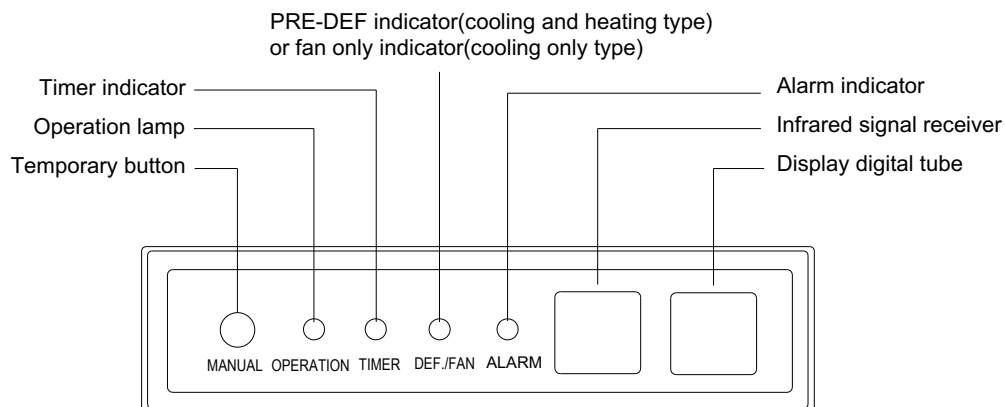 PRE-DEF indicator(cooling and heating type)
or fan only indicator(cooling only type)
Timer indicator
Alarm indicator
Operation lamp
Infrared signal receiver
Temporary button
Display digital tube
MANUAL OPERATION TIMER DEF./FAN ALARM